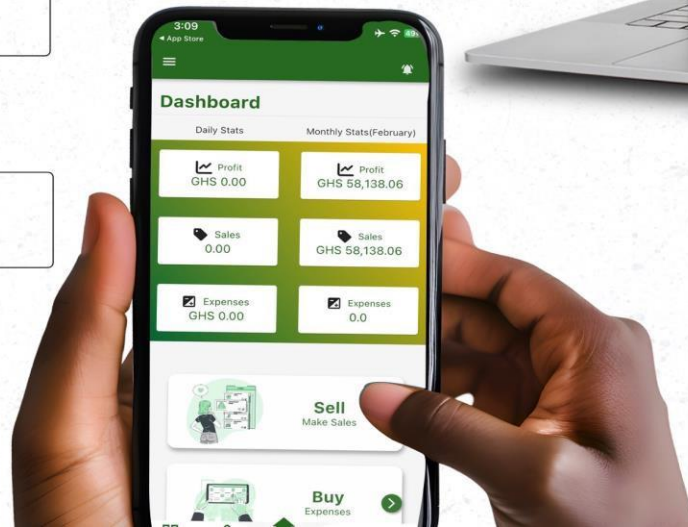 3:09
49
◀ App Store
Dashboard
Daily Stats
Monthly Stats(February)
Profit
GHS 0.00
Profit
GHS 58,138.06
Sales
0.00
Sales
GHS 58,138.06
Expenses
GHS 0.00
Expenses
0.0
Sell
Make Sales
Buy
Expenses